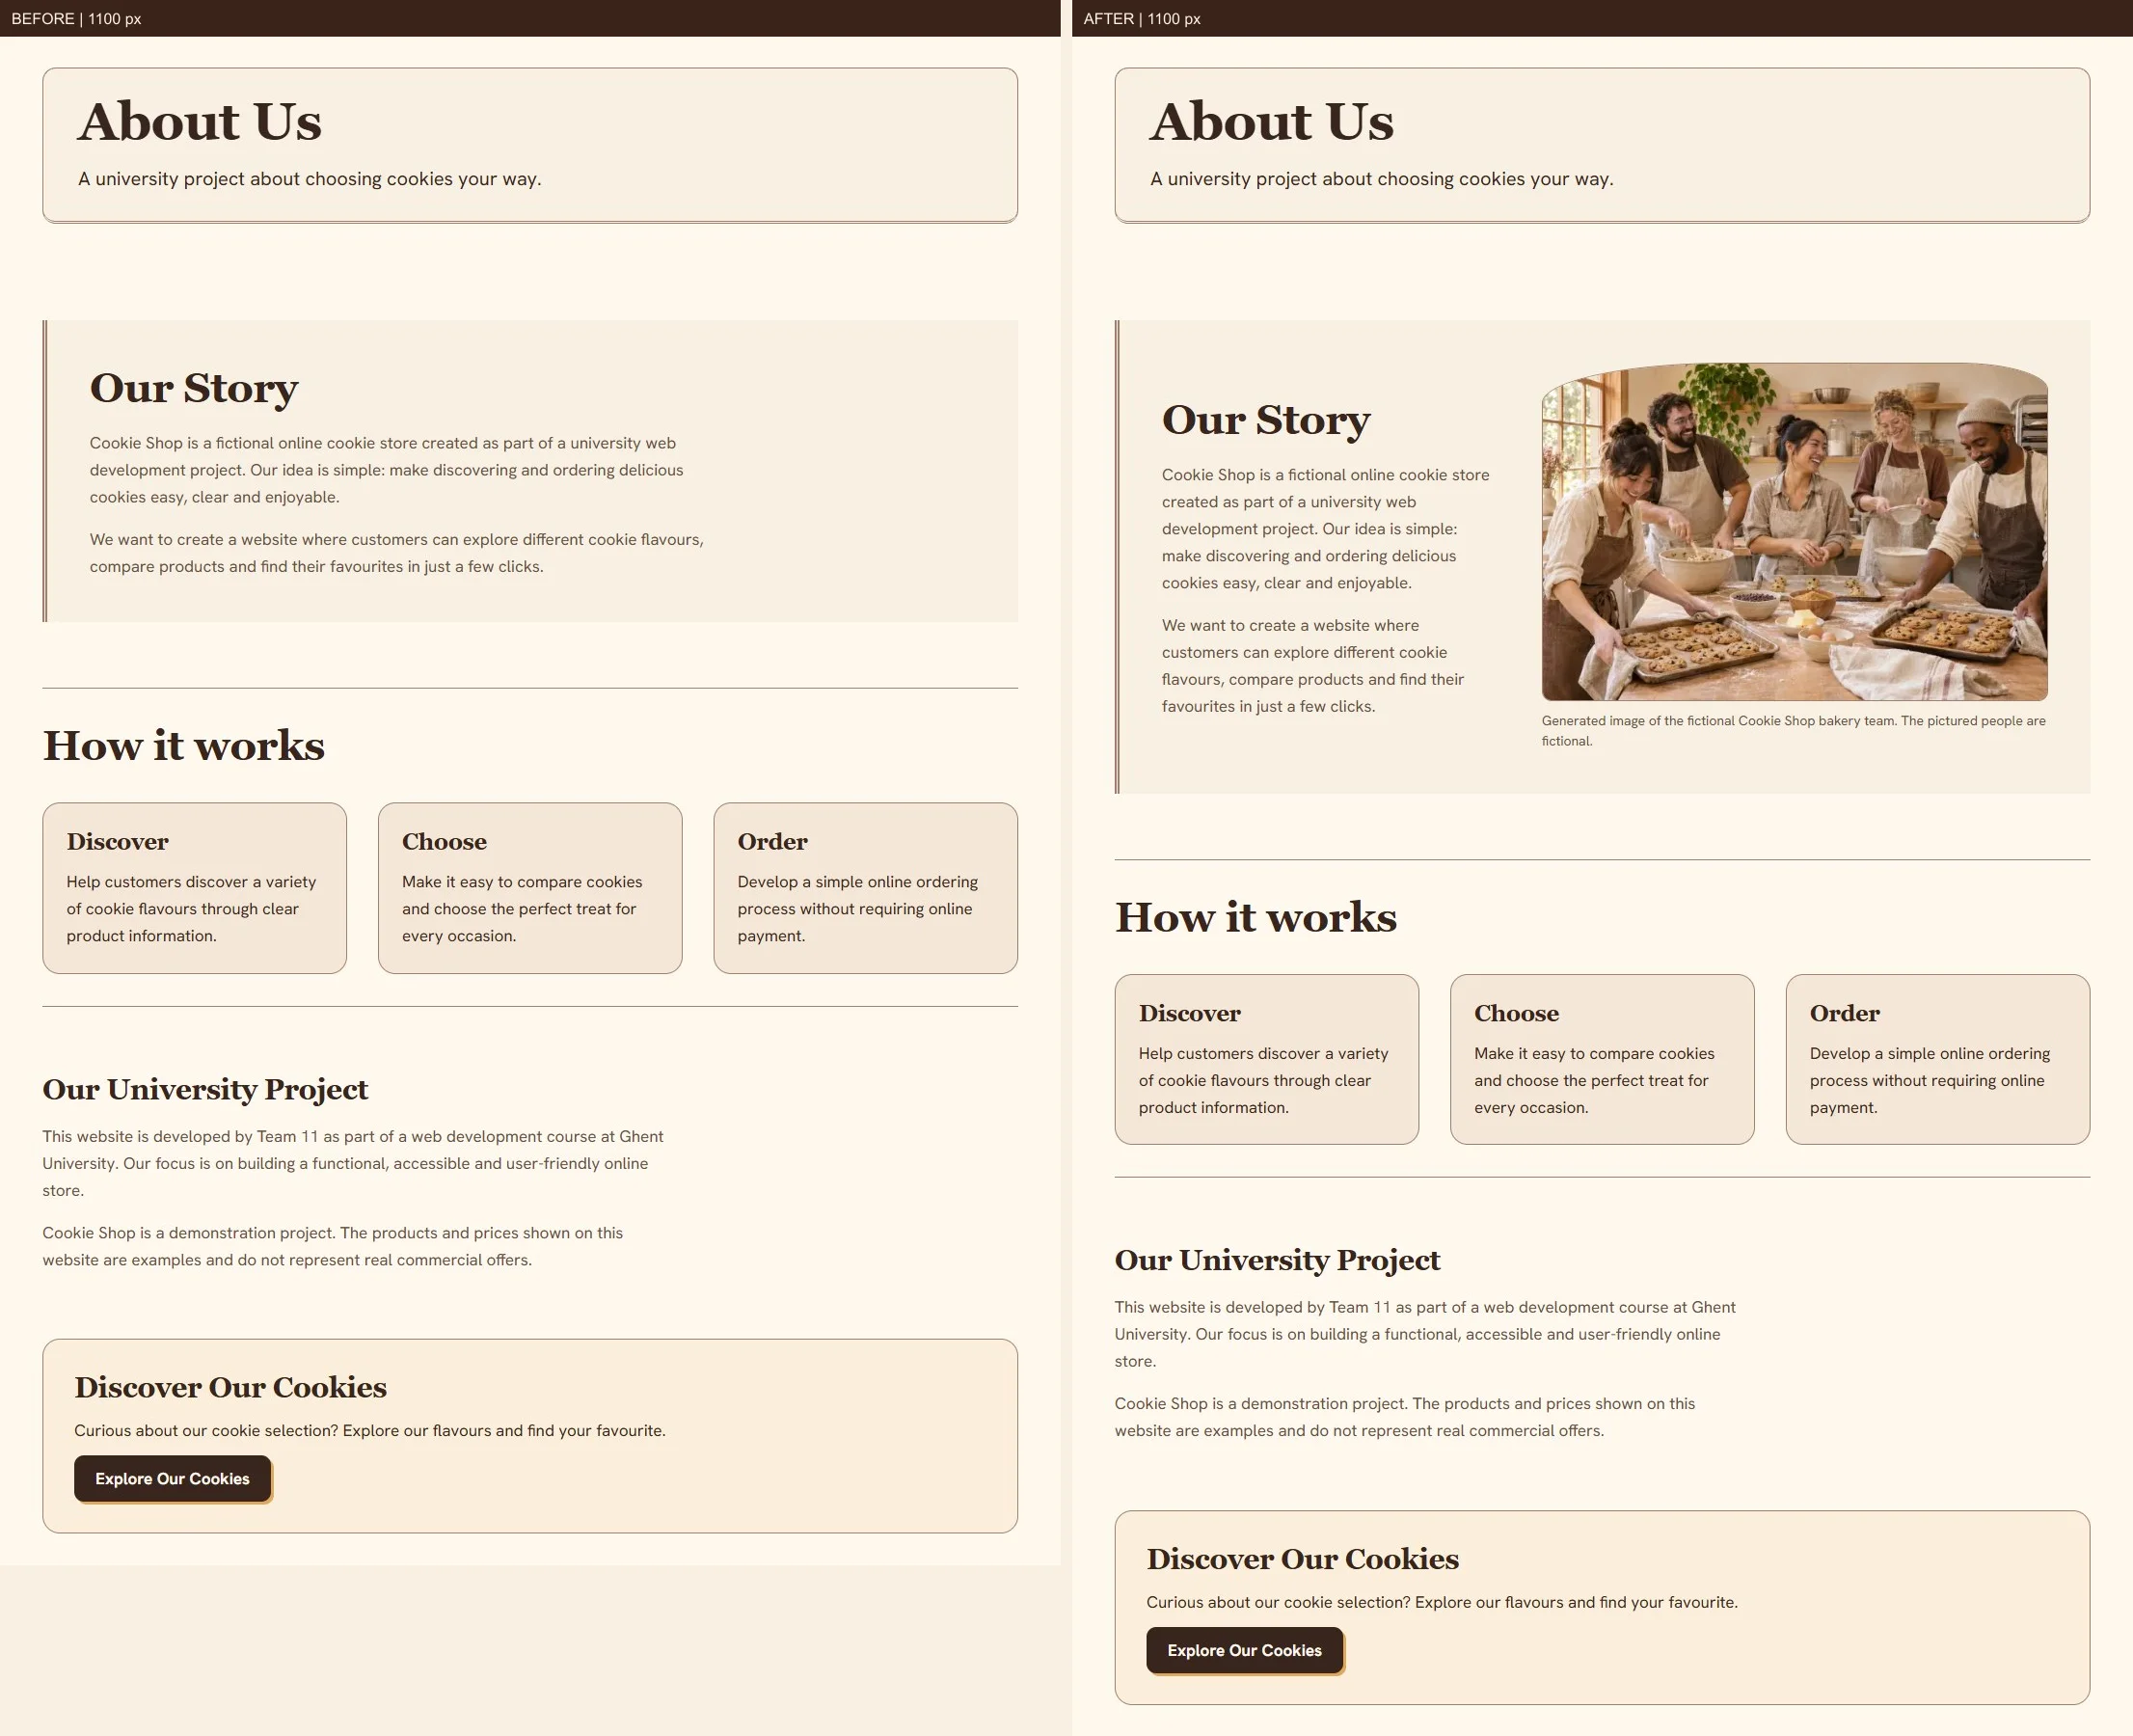 BEFORE | 1100 px
About Us
A university project about choosing cookies your way.
Our Story
Cookie Shop is a fictional online cookie store created as part of a university web
development project. Our idea is simple: make discovering and ordering delicious
cookies easy, clear and enjoyable.
We want to create a website where customers can explore different cookie flavours,
compare products and find their favourites in just a few clicks.
How it works
Discover
Help customers discover a variety
of cookie flavours through clear
product information.
Choose
Make it easy to compare cookies
and choose the perfect treat for
every occasion.
Order
Develop a simple online ordering
process without requiring online
payment.
Our University Project
This website is developed by Team 11 as part of a web development course at Ghent
University. Our focus is on building a functional, accessible and user-friendly online
store.
Cookie Shop is a demonstration project. The products and prices shown on this
website are examples and do not represent real commercial offers.
Discover Our Cookies
Curious about our cookie selection? Explore our flavours and find your favourite.
Explore Our Cookies
AFTER | 1100 px
About Us
A university project about choosing cookies your way.
Our Story
Cookie Shop is a fictional online cookie store
created as part of a university web
development project. Our idea is simple:
make discovering and ordering delicious
cookies easy, clear and enjoyable.
We want to create a website where
customers can explore different cookie
flavours, compare products and find their
favourites in just a few clicks.
Generated image of the fictional Cookie Shop bakery team. The pictured people are
fictional.
How it works
Discover
Help customers discover a variety
of cookie flavours through clear
product information.
Choose
Make it easy to compare cookies
and choose the perfect treat for
every occasion.
Order
Develop a simple online ordering
process without requiring online
payment.
Our University Project
This website is developed by Team 11 as part of a web development course at Ghent
University. Our focus is on building a functional, accessible and user-friendly online
store.
Cookie Shop is a demonstration project. The products and prices shown on this
website are examples and do not represent real commercial offers.
Discover Our Cookies
Curious about our cookie selection? Explore our flavours and find your favourite.
Explore Our Cookies